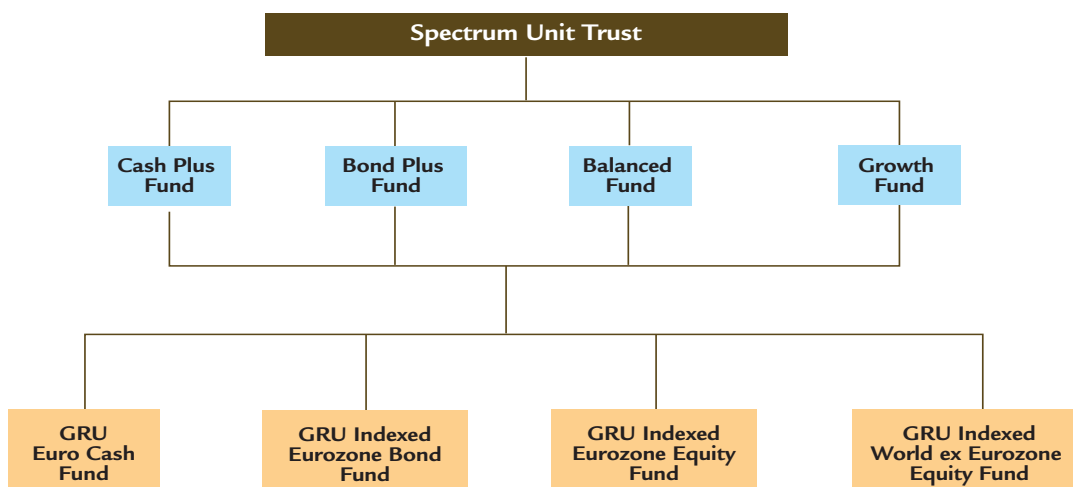 Spectrum Unit Trust
Cash Plus
Fund
Bond Plus
Fund
Balanced
Fund
Growth
Fund
GRU
Euro Cash
Fund
GRU Indexed
Eurozone Bond
Fund
GRU Indexed
Eurozone Equity
Fund
GRU Indexed
World ex Eurozone
Equity Fund